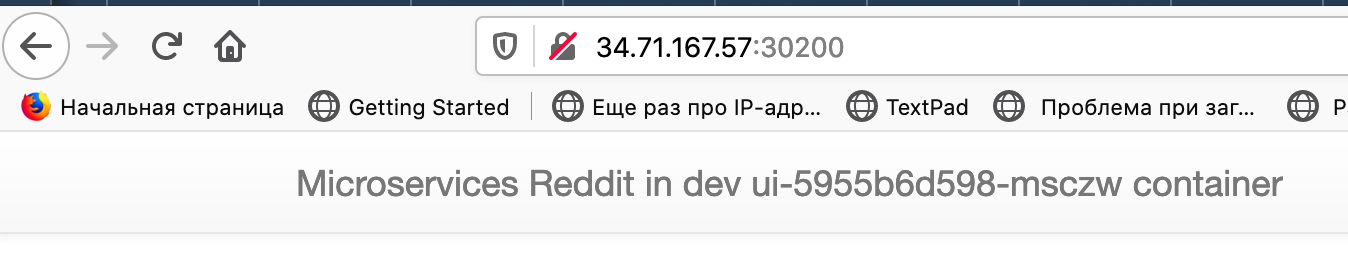 34.71.167.57:30200
Начальная страница Getting Started Еще раз про IP-адр... TextPad Проблема при заг...
Microservices Reddit in dev ui-5955b6d598-msczw container